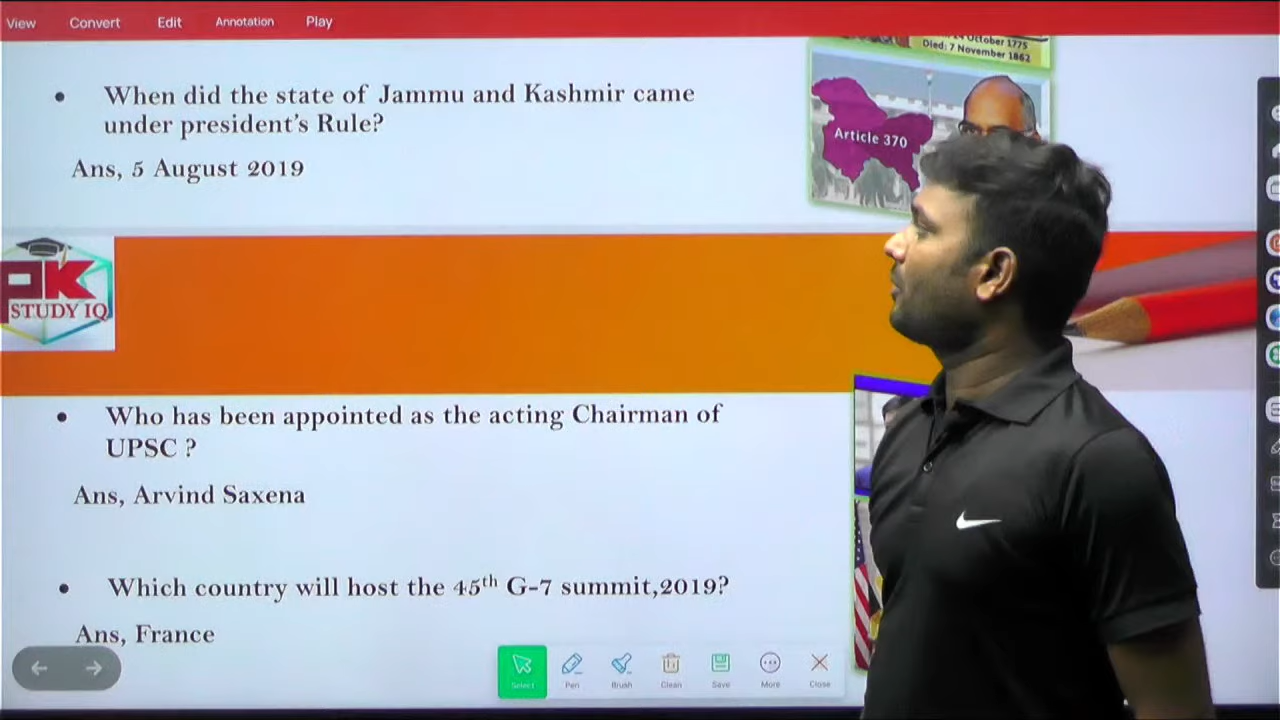 View Convert Edit Annotation Play
24 October 1775
Died: 7 November 1862
• When did the state of Jammu and Kashmir came
under president's Rule?
Article 370
Ans, 5 August 2019
PK
STUDY IQ
• Who has been appointed as the acting Chairman of
UPSC ?
Ans, Arvind Saxena
• Which country will host the 45th G-7 summit,2019?
Ans, France
Select Pen Brush Clean Save More Close